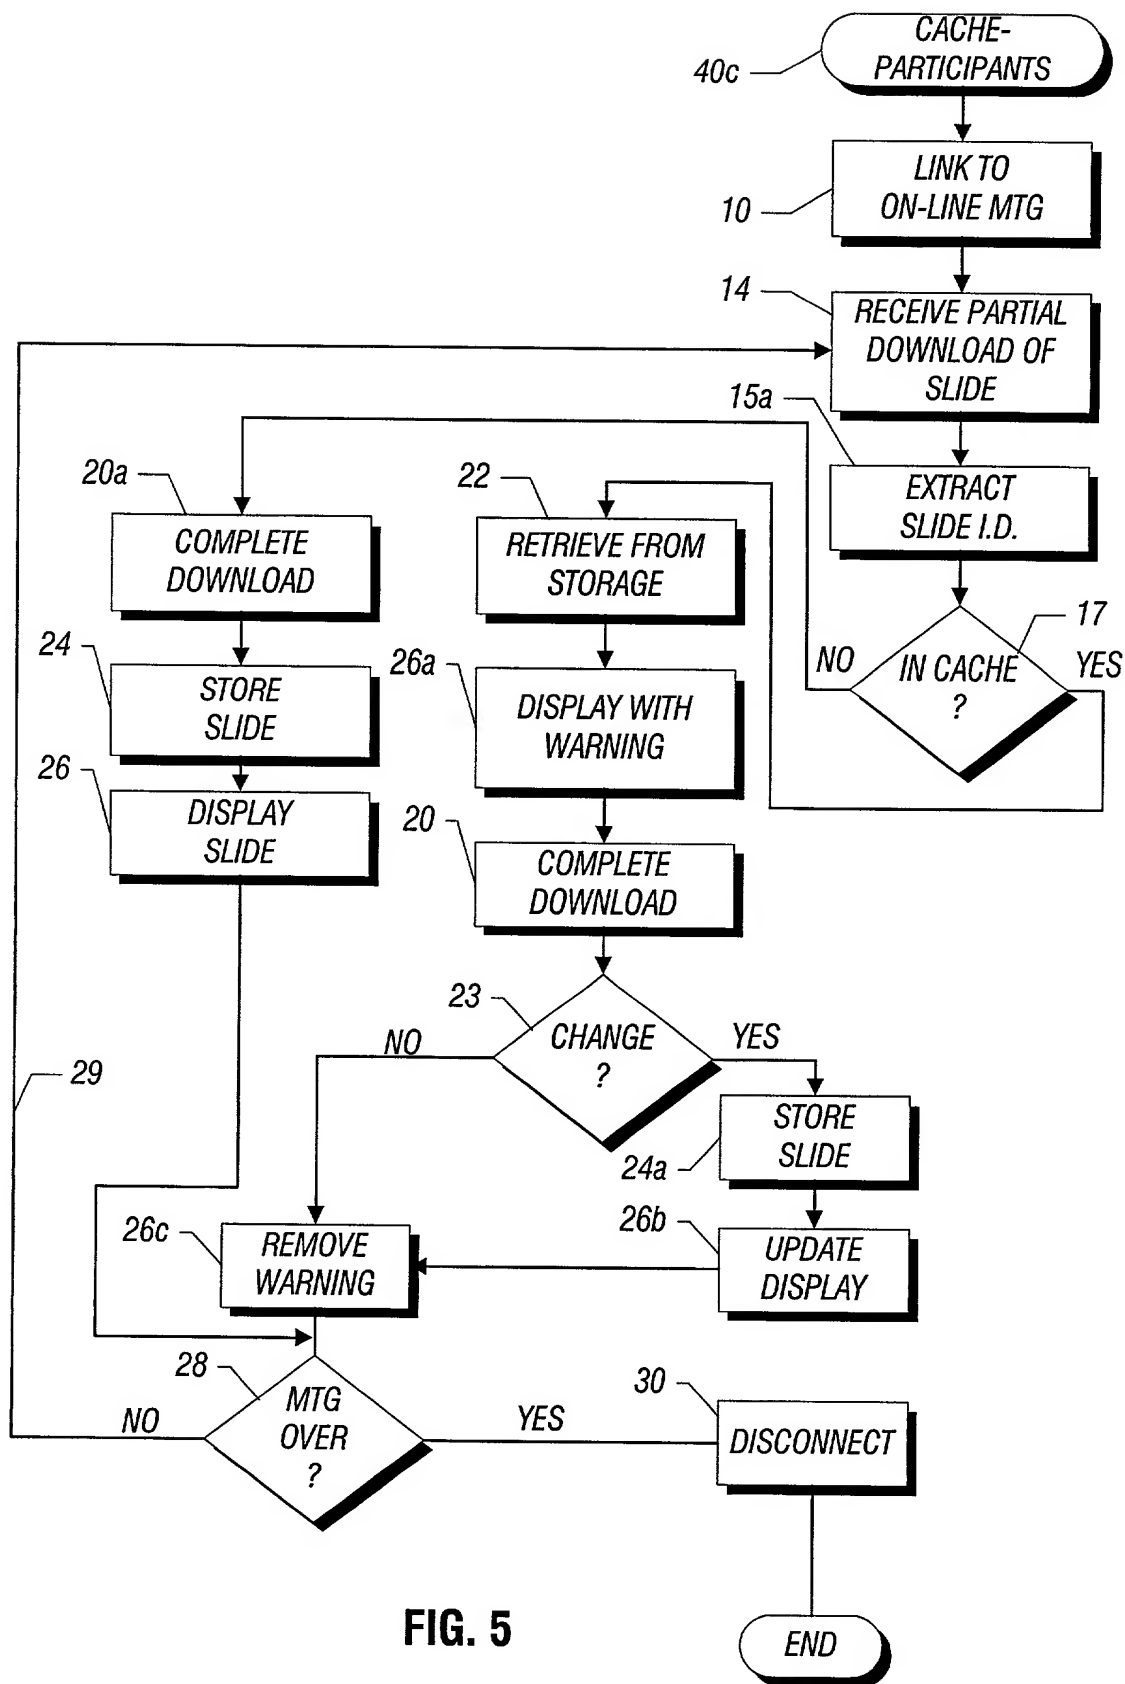 CACHE-
PARTICIPANTS
40c
LINK TO
ON-LINE MTG
10
14
RECEIVE PARTIAL
DOWNLOAD OF
SLIDE
15a
EXTRACT
SLIDE I.D.
17
IN CACHE
?
NO
YES
20a
COMPLETE
DOWNLOAD
22
RETRIEVE FROM
STORAGE
24
STORE
SLIDE
26a
DISPLAY WITH
WARNING
26
DISPLAY
SLIDE
20
COMPLETE
DOWNLOAD
23
CHANGE
?
NO
YES
29
STORE
SLIDE
24a
26c
REMOVE
WARNING
26b
UPDATE
DISPLAY
28
MTG
OVER
?
NO
YES
30
DISCONNECT
END
FIG. 5